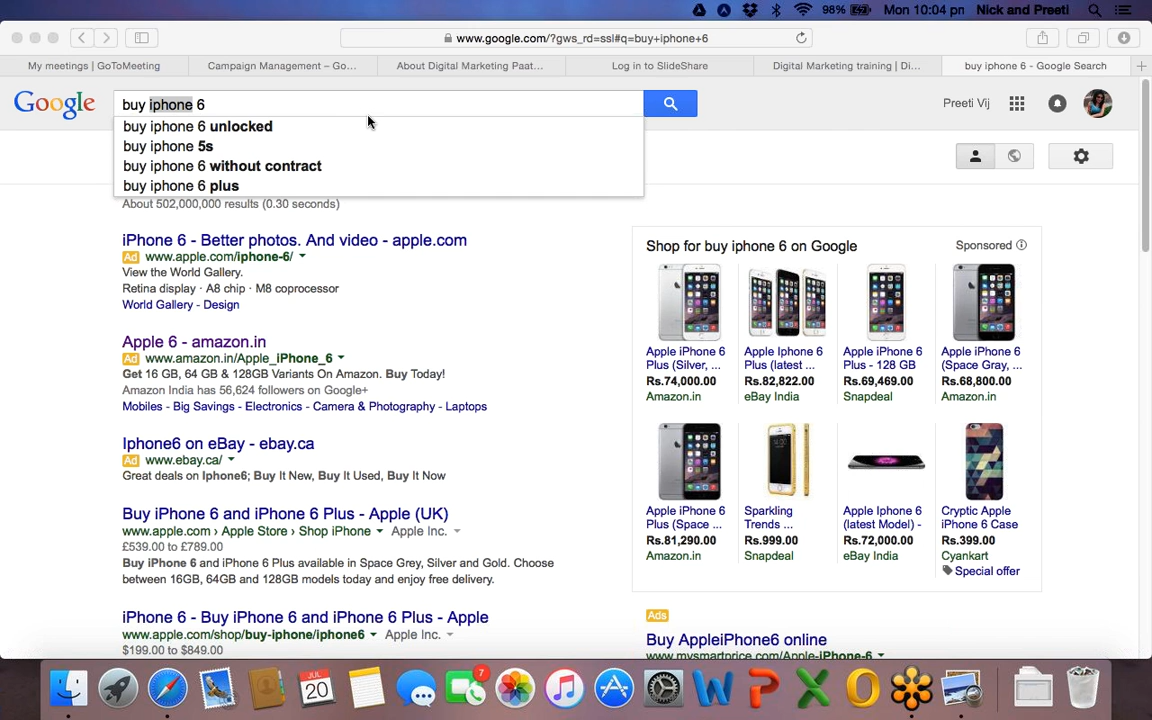 98% Mon 10:04 pn Nick and Preeti
www.google.com/?gws_rd=ssl#q=buy+iphone+6
My meetings | GoToMeeting
Campaign Management – Go...
About Digital Marketing Paat...
Log in to SlideShare
Digital Marketing training | Di...
buy iphone 6 - Google Search
Google
buy iphone 6
Preeti Vij
buy iphone 6 unlocked
buy iphone 5s
buy iphone 6 without contract
buy iphone 6 plus
About 502,000,000 results (0.30 seconds)
iPhone 6 - Better photos. And video - apple.com
Ad www.apple.com/iphone-6/
View the World Gallery.
Retina display · A8 chip · M8 coprocessor
World Gallery - Design
Apple 6 - amazon.in
Ad www.amazon.in/Apple_iPhone_6
Get 16 GB, 64 GB & 128GB Variants On Amazon. Buy Today!
Amazon India has 56,624 followers on Google+
Mobiles - Big Savings - Electronics - Camera & Photography - Laptops
Iphone6 on eBay - ebay.ca
Ad www.ebay.ca/
Great deals on Iphone6; Buy It New, Buy It Used, Buy It Now
Buy iPhone 6 and iPhone 6 Plus - Apple (UK)
www.apple.com › Apple Store › Shop iPhone Apple Inc.
£539.00 to £789.00
Buy iPhone 6 and iPhone 6 Plus available in Space Grey, Silver and Gold. Choose
between 16GB, 64GB and 128GB models today and enjoy free delivery.
iPhone 6 - Buy iPhone 6 and iPhone 6 Plus - Apple
www.apple.com/shop/buy-iphone/iphone6 Apple Inc.
$199.00 to $849.00
Shop for buy iphone 6 on Google
Sponsored
Apple iPhone 6
Plus (Silver, ...
Rs.74,000.00
Amazon.in
Apple Iphone 6
Plus (latest ...
Rs.82,822.00
eBay India
Apple iPhone 6
Plus - 128 GB
Rs.69,469.00
Snapdeal
Apple iPhone 6
(Space Gray, ...
Rs.68,800.00
Amazon.in
Apple iPhone 6
Plus (Space ...
Rs.81,290.00
Amazon.in
Sparkling
Trends ...
Rs.999.00
Snapdeal
Apple Iphone 6
(latest Model) -
Rs.72,000.00
eBay India
Cryptic Apple
iPhone 6 Case
Rs.399.00
Cyankart
Special offer
Ads
Buy AppleiPhone6 online
www.mysmartprice.com/Apple-iPhone-6
7
JUL
20